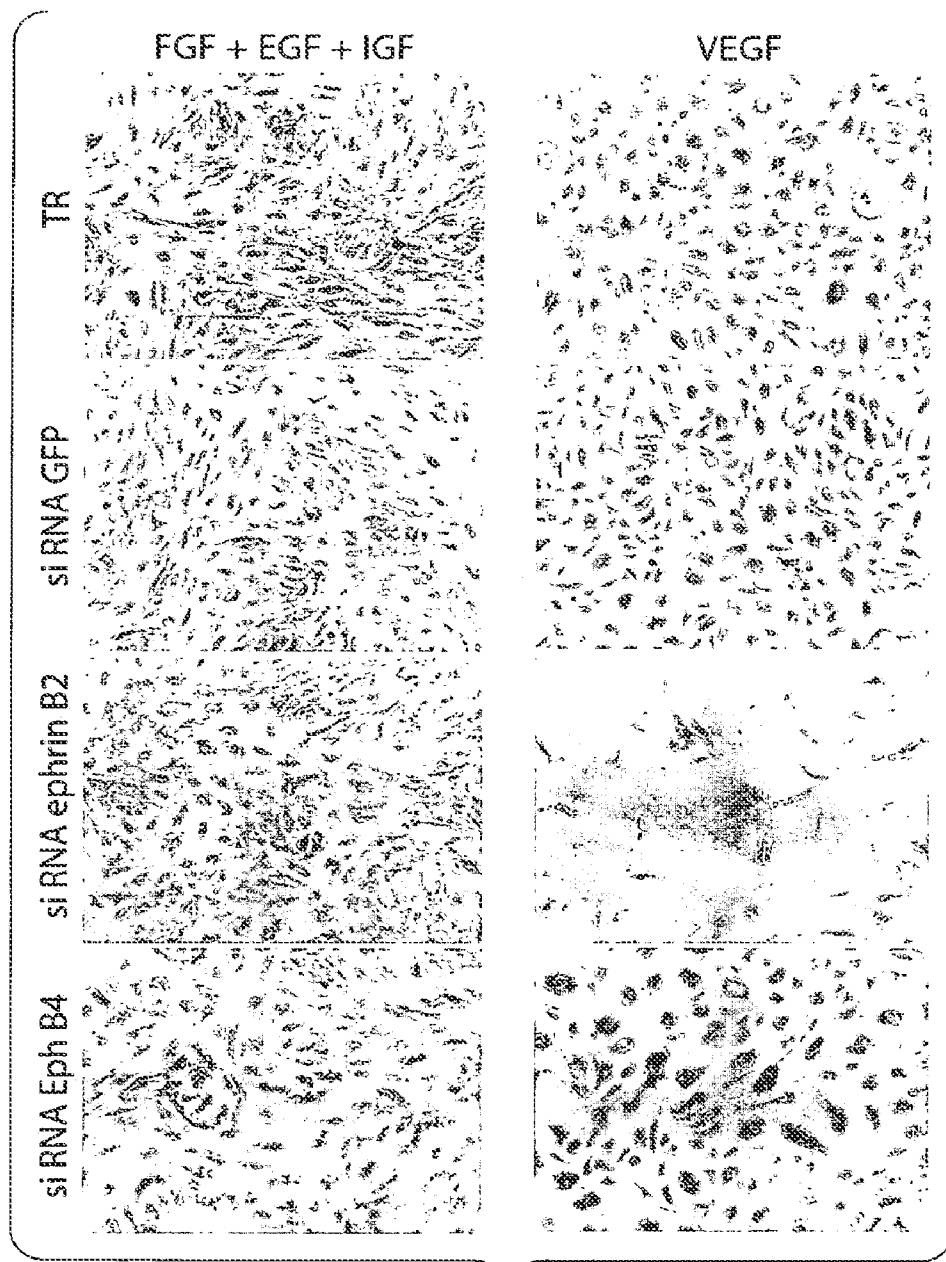 FGF + EGF + IGF
VEGF
TR
si RNA GFP
si RNA ephrin B2
si RNA Eph B4